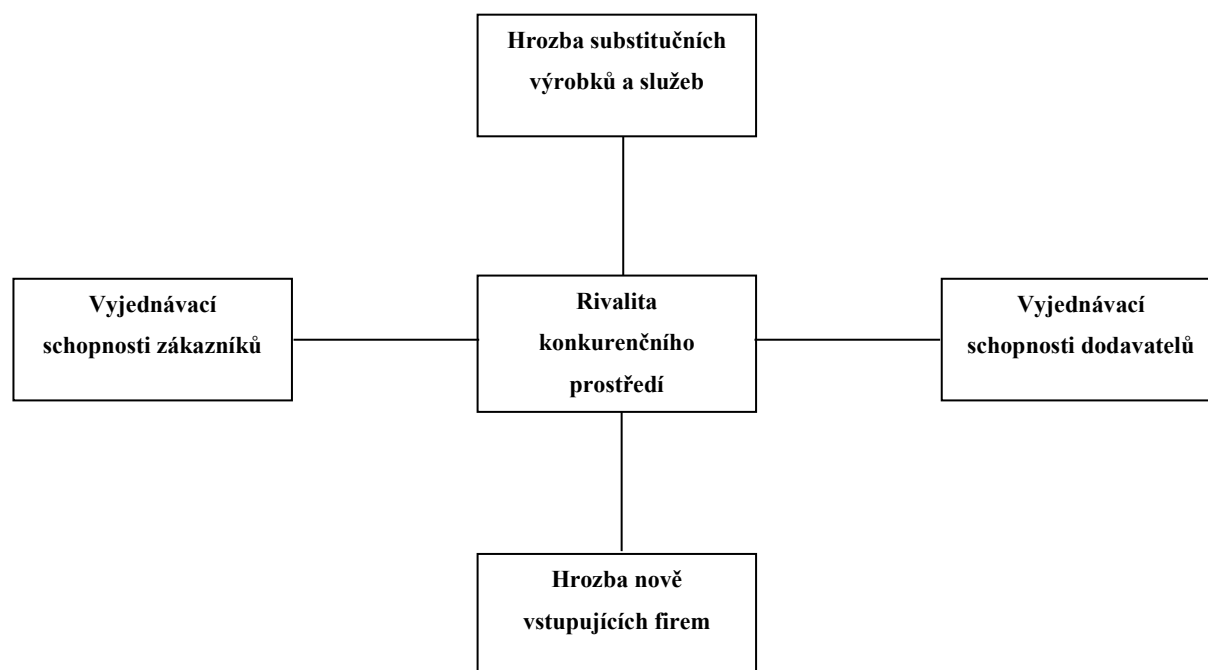 Hrozba substitučních
výrobků a služeb
Vyjednávací
schopnosti zákazníků
Rivalita
konkurenčního
prostředí
Vyjednávací
schopnosti dodavatelů
Hrozba nově
vstupujících firem